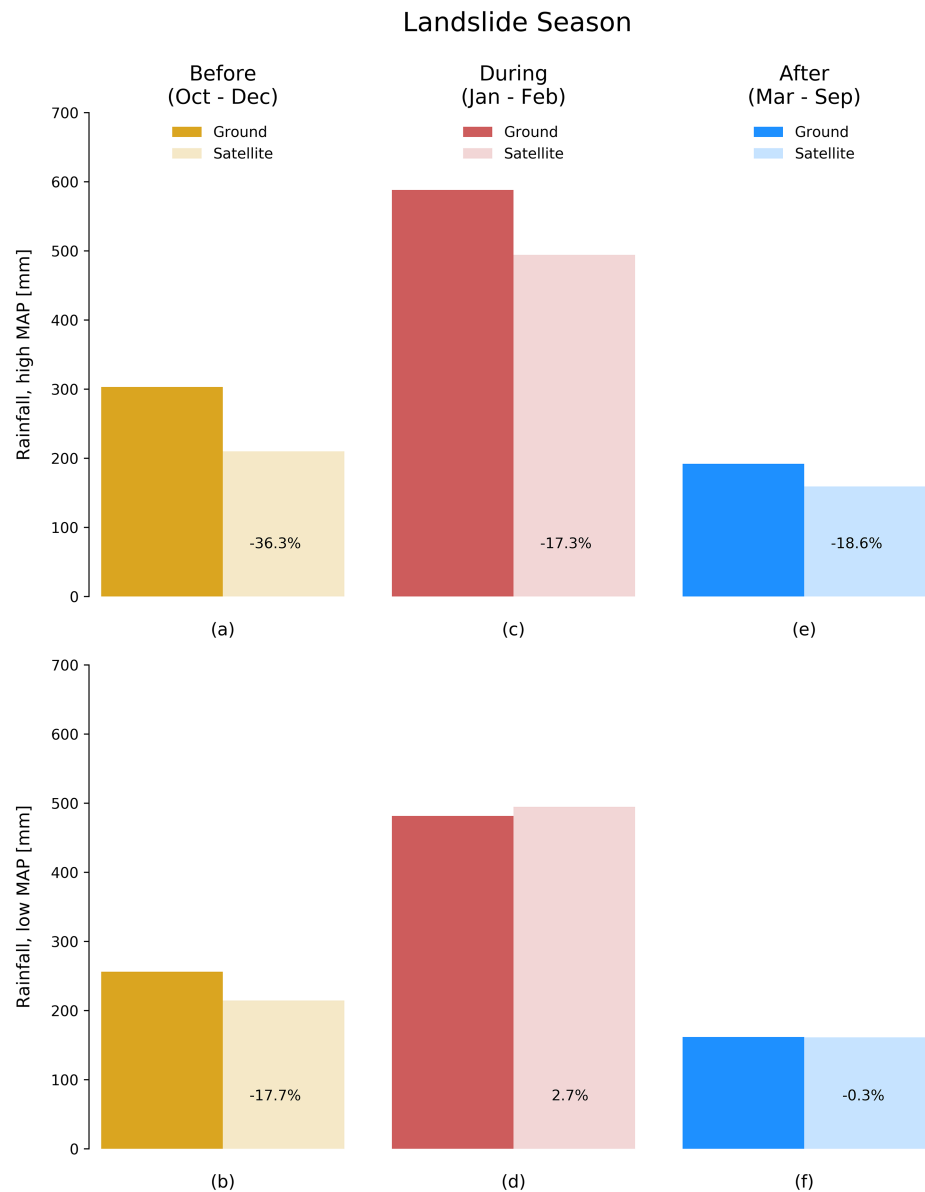 Landslide Season
Before
(Oct - Dec)
During
(Jan - Feb)
After
(Mar - Sep)
Ground
Satellite
Ground
Satellite
Ground
Satellite
Rainfall, high MAP [mm]
700
600
500
400
300
200
100
0
-36.3%
-17.3%
-18.6%
(a)
(c)
(e)
Rainfall, low MAP [mm]
700
600
500
400
300
200
100
0
-17.7%
2.7%
-0.3%
(b)
(d)
(f)